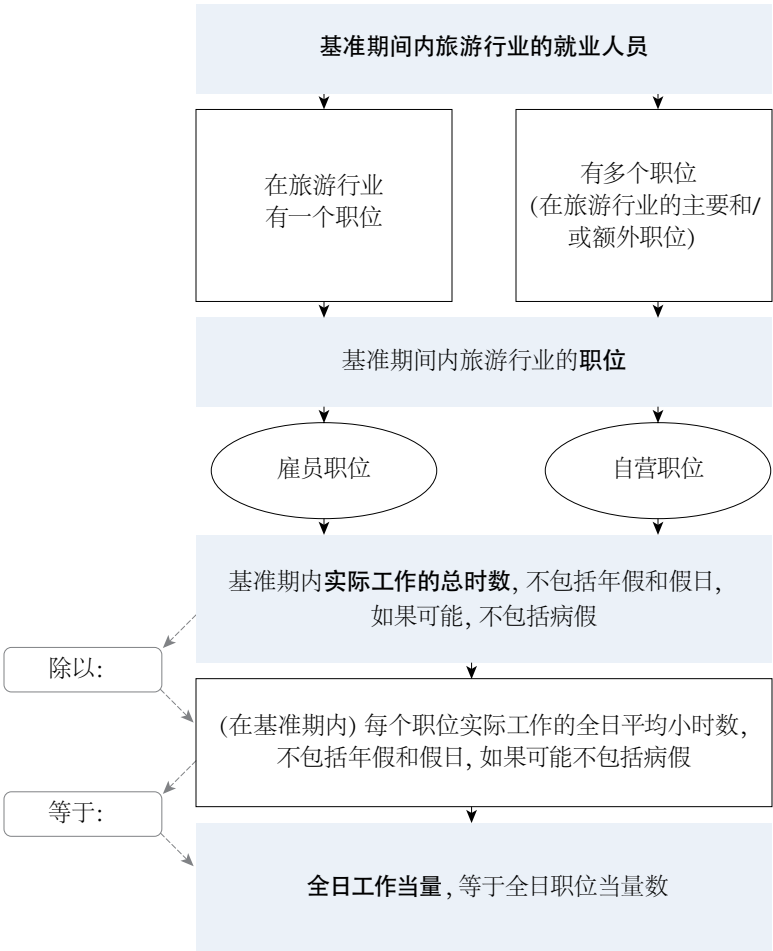 基准期间内旅游行业的就业人员
在旅游行业
有一个职位
有多个职位
(在旅游行业的主要和/
或额外职位)
基准期间内旅游行业的职位
雇员职位
自营职位
基准期内实际工作的总时数, 不包括年假和假日,
如果可能, 不包括病假
除以:
(在基准期内) 每个职位实际工作的全日平均小时数,
不包括年假和假日, 如果可能不包括病假
等于:
全日工作当量, 等于全日职位当量数